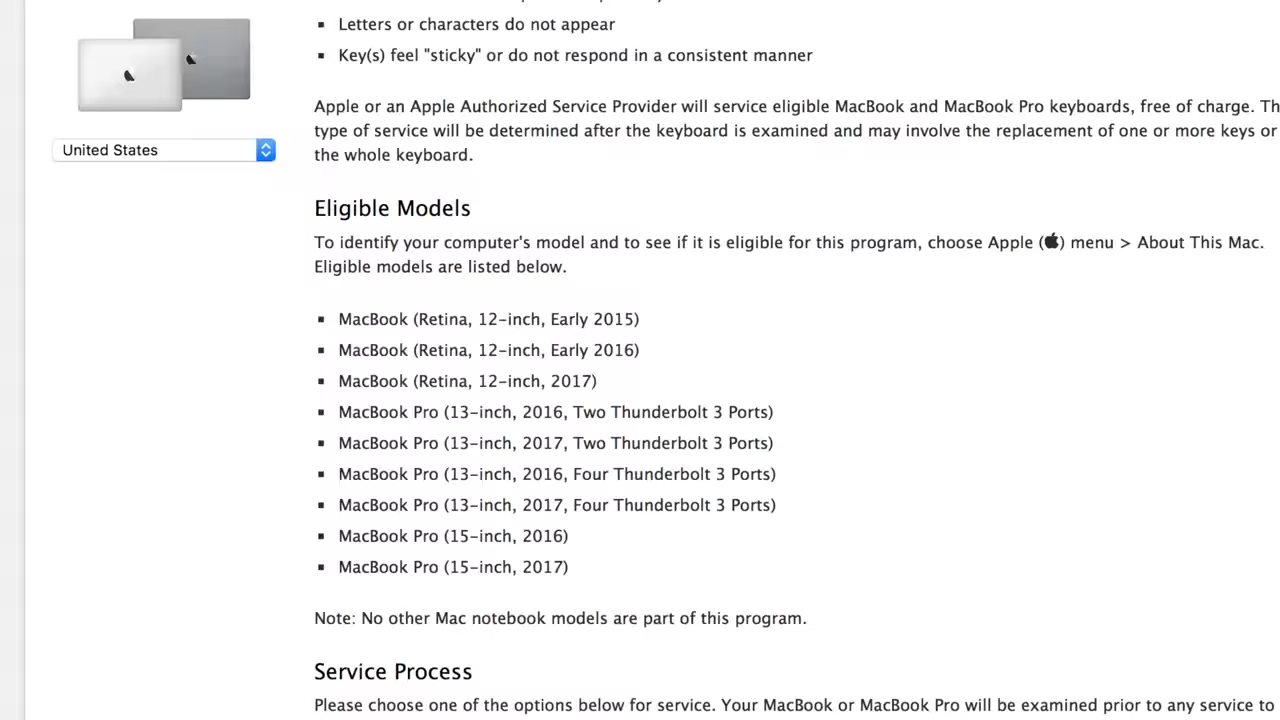 Letters or characters do not appear
Key(s) feel "sticky" or do not respond in a consistent manner
Apple or an Apple Authorized Service Provider will service eligible MacBook and MacBook Pro keyboards, free of charge.
type of service will be determined after the keyboard is examined and may involve the replacement of one or more keys or
the whole keyboard.
United States
Eligible Models
To identify your computer's model and to see if it is eligible for this program, choose Apple () menu > About This Mac.
Eligible models are listed below.
MacBook (Retina, 12-inch, Early 2015)
MacBook (Retina, 12-inch, Early 2016)
MacBook (Retina, 12-inch, 2017)
MacBook Pro (13-inch, 2016, Two Thunderbolt 3 Ports)
MacBook Pro (13-inch, 2017, Two Thunderbolt 3 Ports)
MacBook Pro (13-inch, 2016, Four Thunderbolt 3 Ports)
MacBook Pro (13-inch, 2017, Four Thunderbolt 3 Ports)
MacBook Pro (15-inch, 2016)
MacBook Pro (15-inch, 2017)
Note: No other Mac notebook models are part of this program.
Service Process
Please choose one of the options below for service. Your MacBook or MacBook Pro will be examined prior to any service to